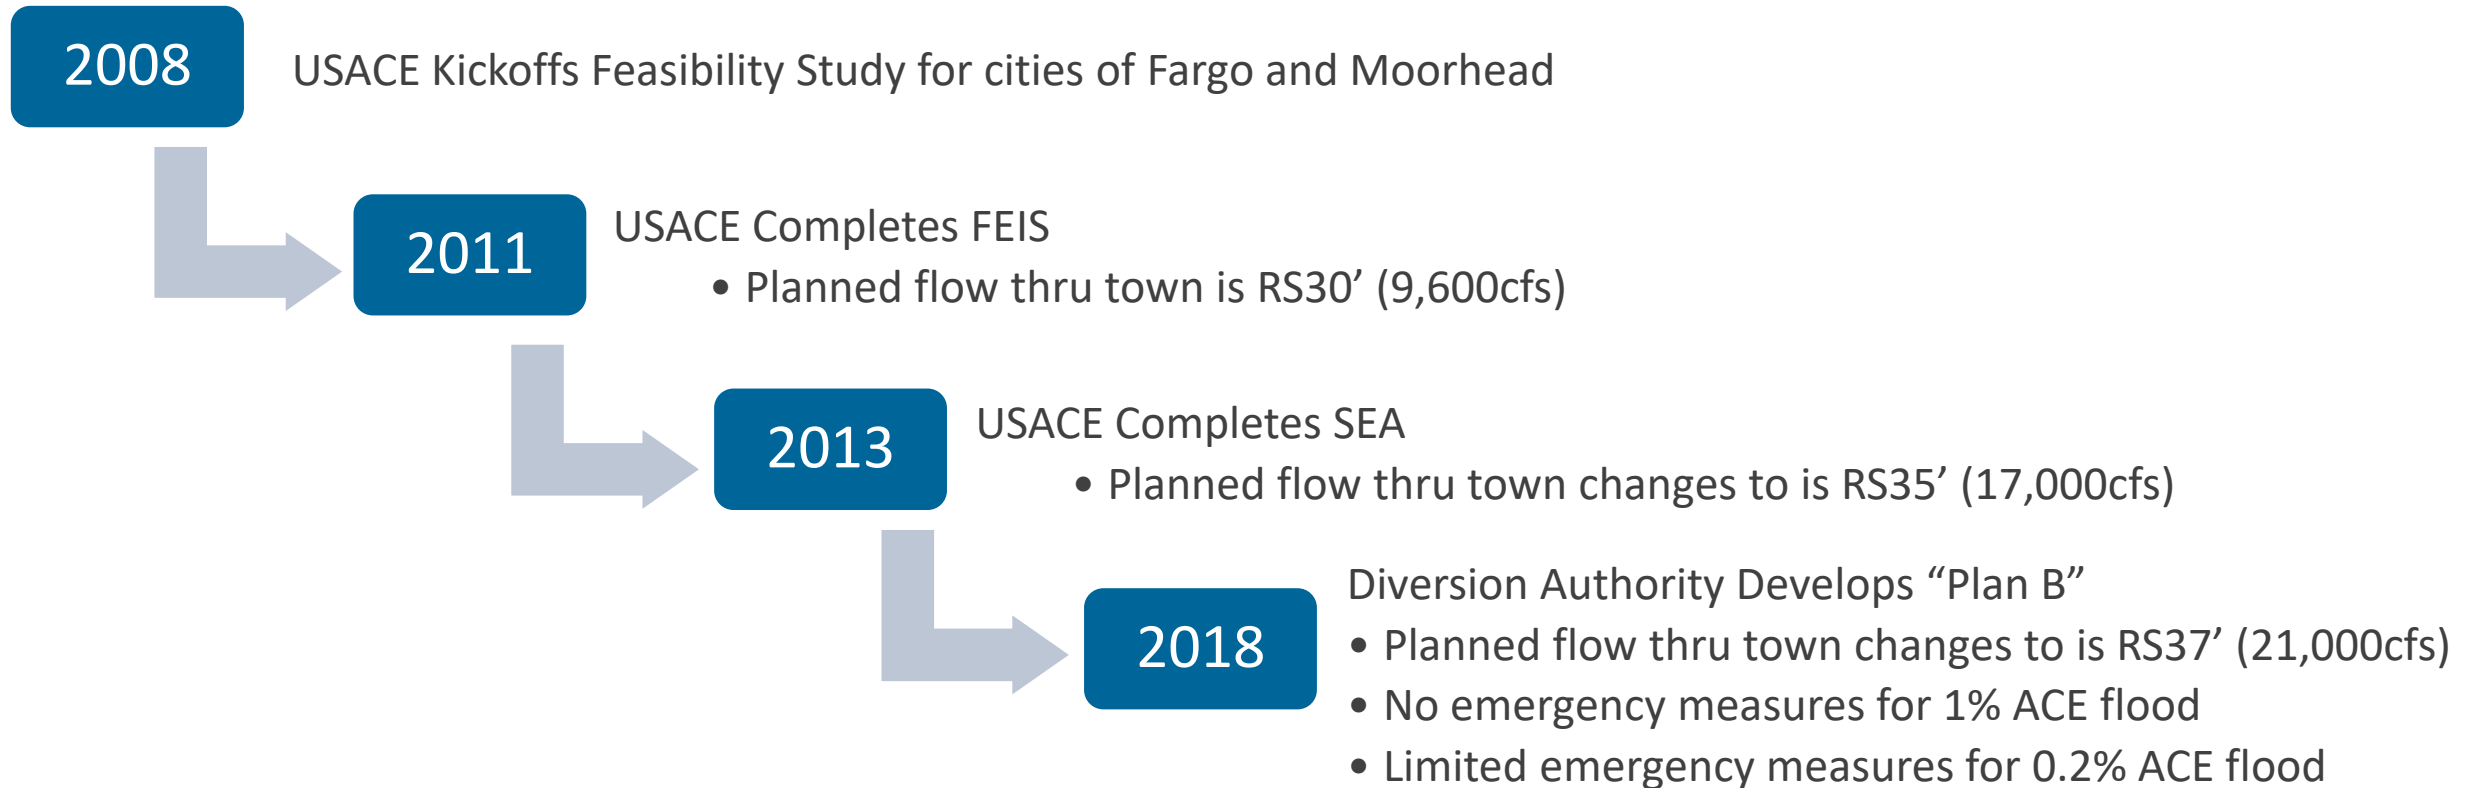 2008
USACE Kickoffs Feasibility Study for cities of Fargo and Moorhead
2011
USACE Completes FEIS
• Planned flow thru town is RS30’ (9,600cfs)
2013
USACE Completes SEA
• Planned flow thru town changes to is RS35’ (17,000cfs)
2018
Diversion Authority Develops “Plan B”
• Planned flow thru town changes to is RS37’ (21,000cfs)
• No emergency measures for 1% ACE flood
• Limited emergency measures for 0.2% ACE flood